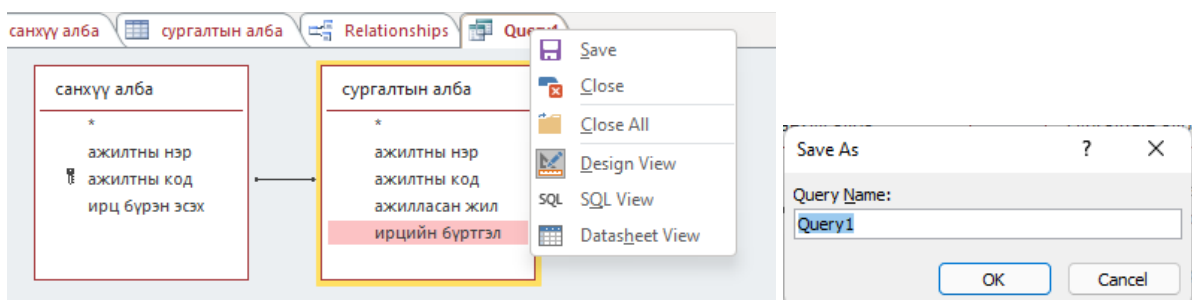 санхүү алба
сургалтын алба
Relationships
Query1
санхүү алба
*
ажилтны нэр
ажилтны код
ирц бүрэн эсэх
сургалтын алба
*
ажилтны нэр
ажилтны код
ажилласан жил
ирцийн бүртгэл
Save
Close
Close All
Design View
SQL SQL View
Datasheet View
Save As ? ×
Query Name:
Query1
OK Cancel